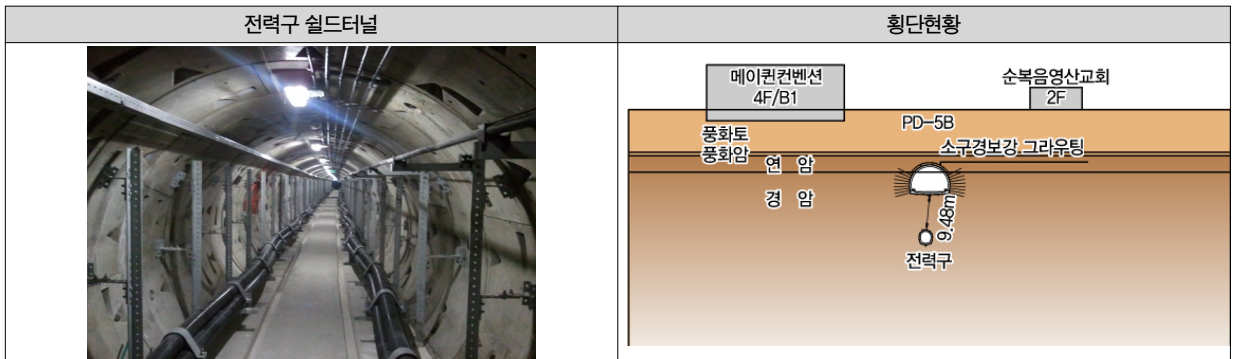 전력구 쉴드터널
횡단현황
메이퀸컨벤션
4F/B1
순복음영산교회
2F
PD-5B
풍화토
풍화암
소구경보강 그라우팅
연 암
경 암
9.48m
전력구